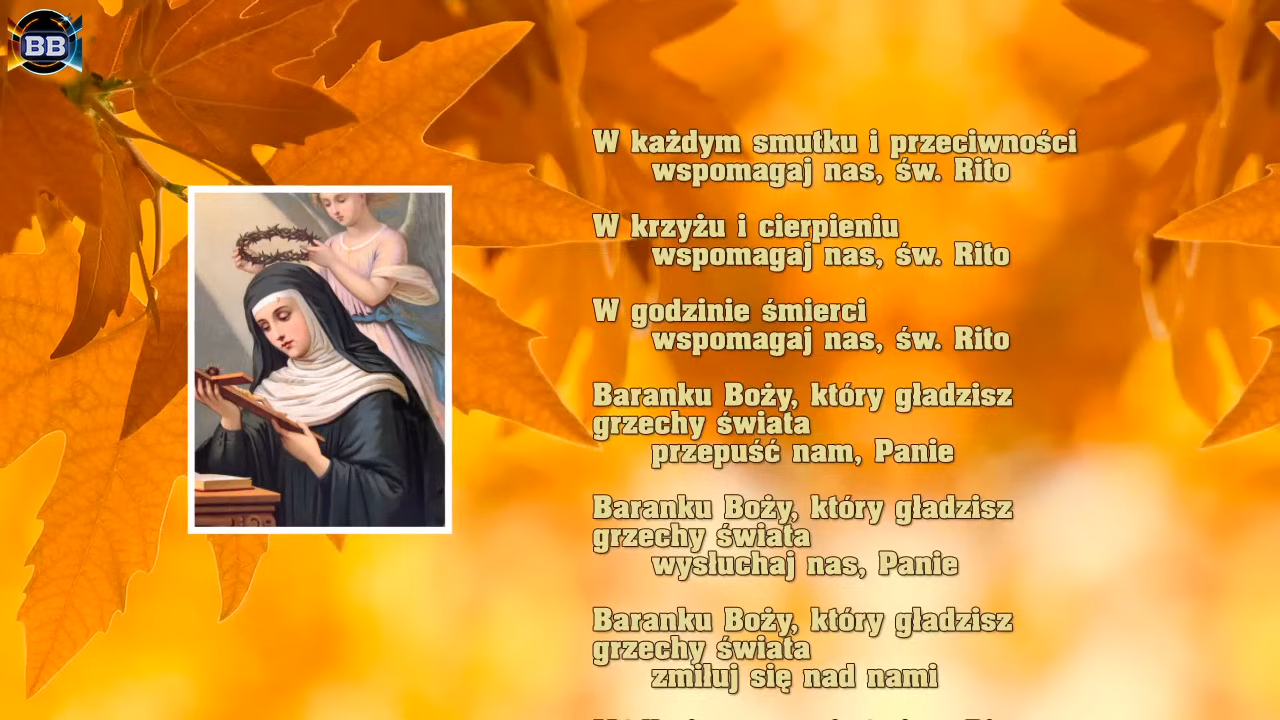 BB
W każdym smutku i przeciwności
wspomagaj nas, św. Rito
W krzyżu i cierpieniu
wspomagaj nas, św. Rito
W godzinie śmierci
wspomagaj nas, św. Rito
Baranku Boży, który gładzisz
grzechy świata
przepuść nam, Panie
Baranku Boży, który gładzisz
grzechy świata
wysłuchaj nas, Panie
Baranku Boży, który gładzisz
grzechy świata
zmiłuj się nad nami